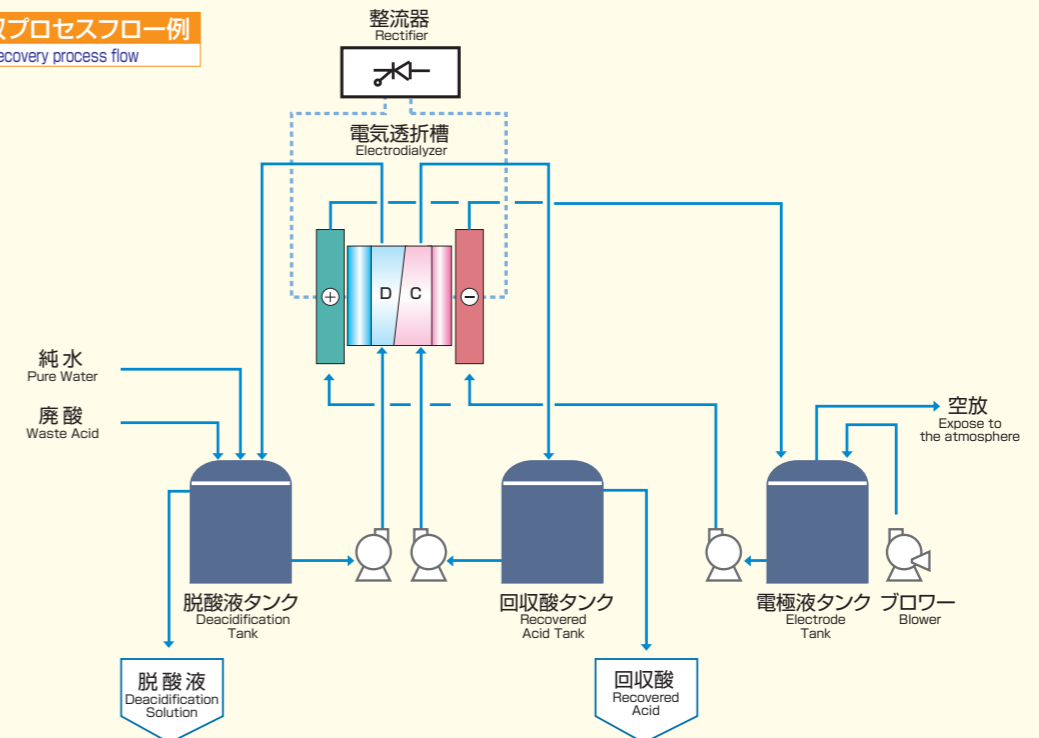 収プロセスフロー例
ecovery process flow
整流器
Rectifier
電気透析槽
Electrodialyzer
+
D
C
−
純水
Pure Water
廃酸
Waste Acid
空放
Expose to
the atmosphere
脱酸液タンク
Deacidification
Tank
回収酸タンク
Recovered
Acid Tank
電極液タンク
Electrode
Tank
ブロワー
Blower
脱酸液
Deacidification
Solution
回収酸
Recovered
Acid